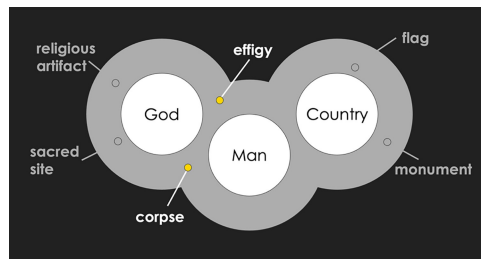 religious
artifact
effigy
flag
God
Country
Man
sacred
site
monument
corpse